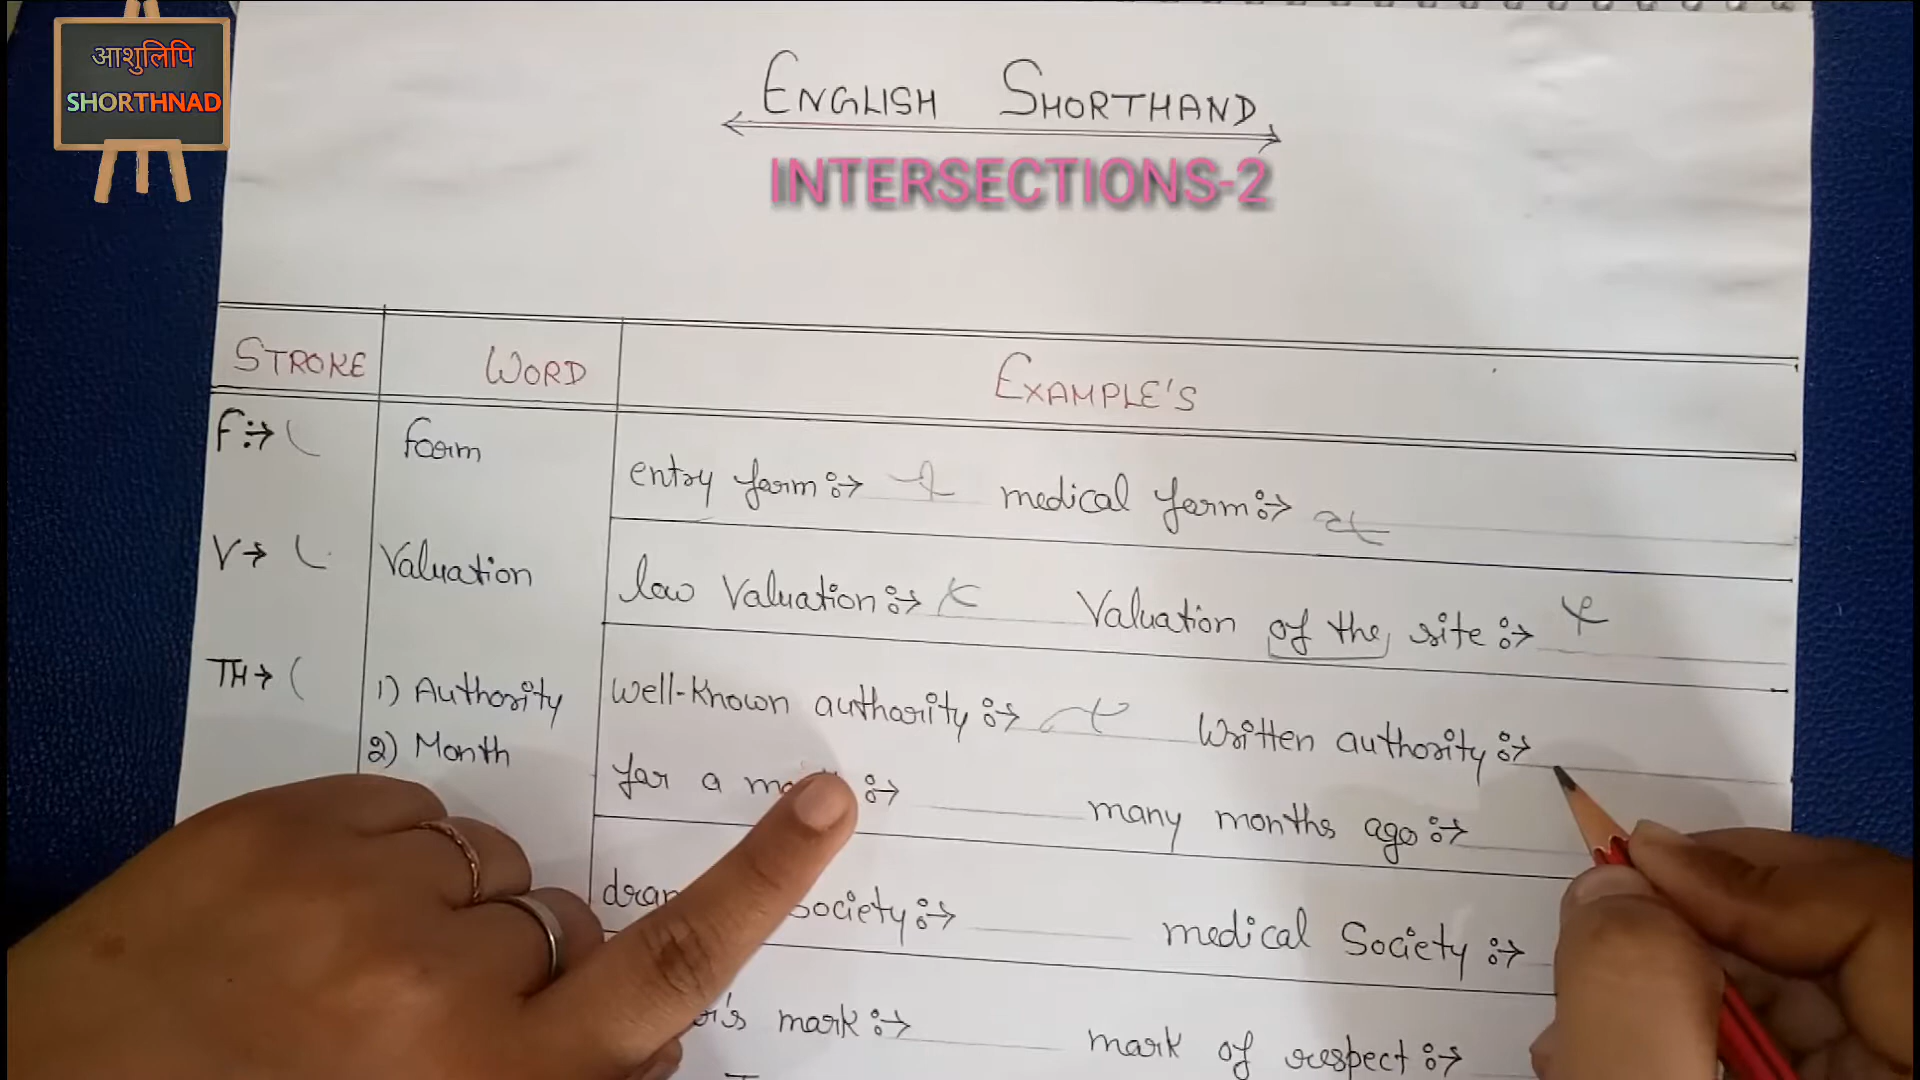 आशुलिपि
SHORTHNAD
ENGLISH SHORTHAND
INTERSECTIONS-2
STROKE WORD EXAMPLE'S
F:→ Form entry form:→ medical form:→
V→ Valuation low Valuation:→ Valuation of the site:→
TH→ 1) Authority well-known authority:→ Written authority:→
2) Month for a :→ many months ago:→
society:→ medical Society:→
mark:→ mark of respect:→